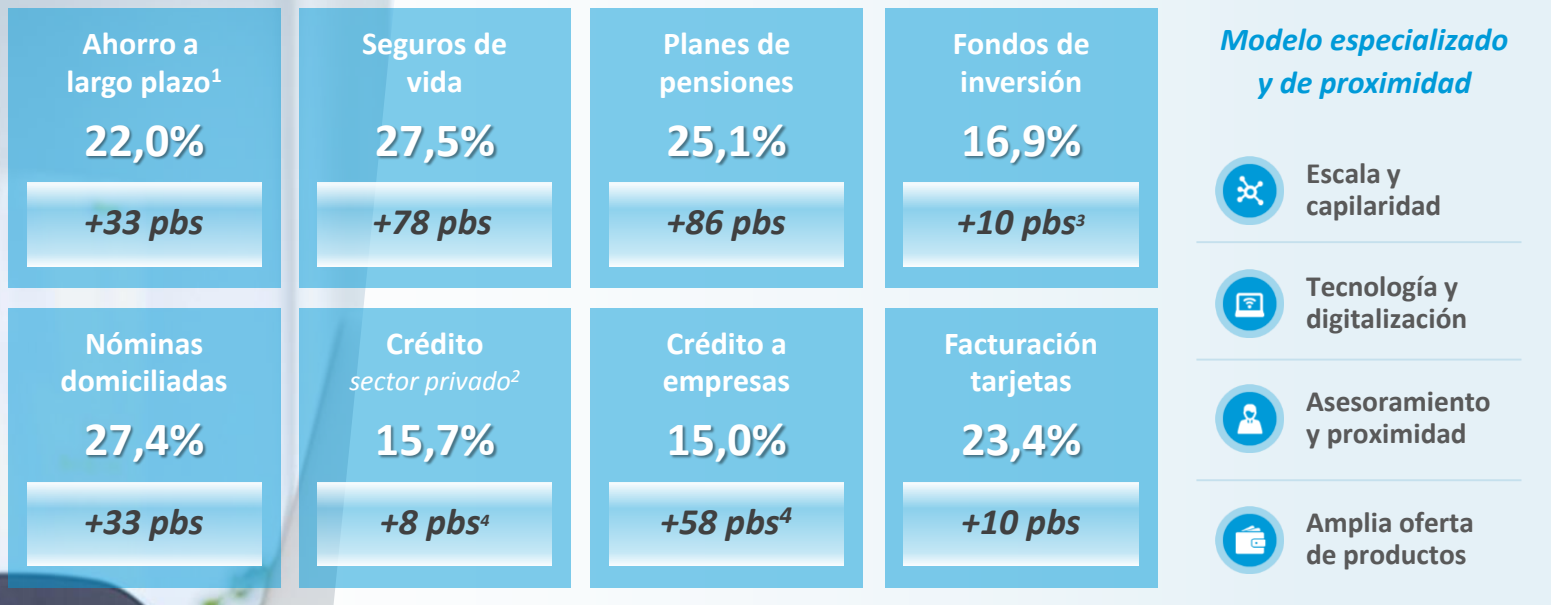 Ahorro a
largo plazo¹
22,0%
+33 pbs
Seguros de
vida
27,5%
+78 pbs
Planes de
pensiones
25,1%
+86 pbs
Fondos de
inversión
16,9%
+10 pbs³
Nóminas
domiciliadas
27,4%
+33 pbs
Crédito
sector privado²
15,7%
+8 pbs⁴
Crédito a
empresas
15,0%
+58 pbs⁴
Facturación
tarjetas
23,4%
+10 pbs
Modelo especializado
y de proximidad
Escala y
capilaridad
Tecnología y
digitalización
Asesoramiento
y proximidad
Amplia oferta
de productos